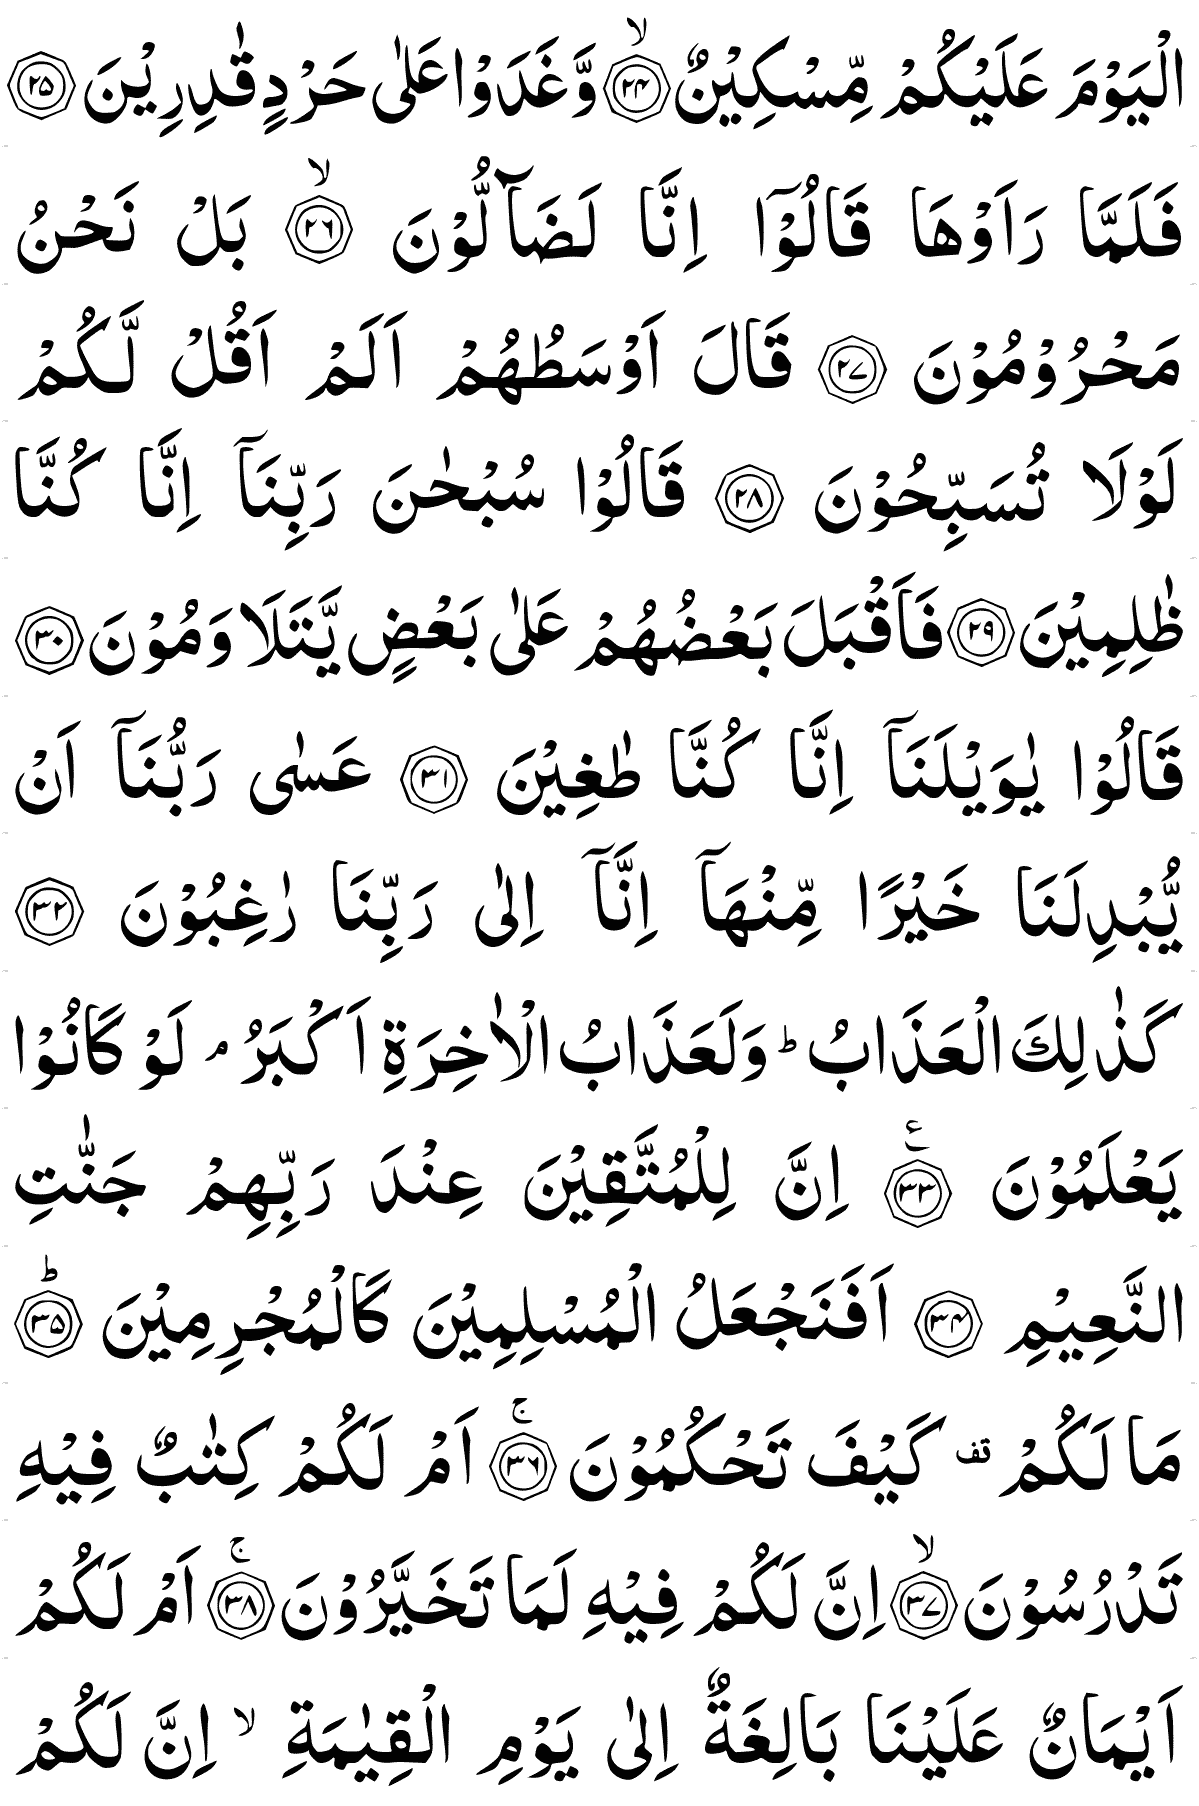 الْيَوْمَ عَلَيْكُمْ مِّسْكِيْنٌ ۙ﴿۲۴﴾ وَّ غَدَوْا عَلٰى حَرْدٍ قٰدِرِيْنَ ﴿۲۵﴾
فَلَمَّا رَاَوْهَا قَالُوْٓا اِنَّا لَضَآلُّوْنَ ۙ﴿۲۶﴾ بَلْ نَحْنُ
مَحْرُوْمُوْنَ ﴿۲۷﴾ قَالَ اَوْسَطُهُمْ اَلَمْ اَقُلْ لَّكُمْ
لَوْلَا تُسَبِّحُوْنَ ﴿۲۸﴾ قَالُوْا سُبْحٰنَ رَبِّنَآ اِنَّا كُنَّا
ظٰلِمِيْنَ ﴿۲۹﴾ فَاَقْبَلَ بَعْضُهُمْ عَلٰى بَعْضٍ يَّتَلَاوَمُوْنَ ﴿۳۰﴾
قَالُوْا يٰوَيْلَنَآ اِنَّا كُنَّا طٰغِيْنَ ﴿۳۱﴾ عَسٰى رَبُّنَآ اَنْ
يُّبْدِلَنَا خَيْرًا مِّنْهَآ اِنَّآ اِلٰى رَبِّنَا رٰغِبُوْنَ ﴿۳۲﴾
كَذٰلِكَ الْعَذَابُ ؕ وَلَعَذَابُ الْاٰخِرَةِ اَكْبَرُ ۘ لَوْ كَانُوْا
يَعْلَمُوْنَ ﴿۳۳﴾ ع اِنَّ لِلْمُتَّقِيْنَ عِنْدَ رَبِّهِمْ جَنّٰتِ
النَّعِيْمِ ﴿۳۴﴾ اَفَنَجْعَلُ الْمُسْلِمِيْنَ كَالْمُجْرِمِيْنَ ؕ﴿۳۵﴾
مَا لَكُمْ قف كَيْفَ تَحْكُمُوْنَ ۚ﴿۳۶﴾ اَمْ لَكُمْ كِتٰبٌ فِيْهِ
تَدْرُسُوْنَ ۙ﴿۳۷﴾ اِنَّ لَكُمْ فِيْهِ لَمَا تَخَيَّرُوْنَ ۚ﴿۳۸﴾ اَمْ لَكُمْ
اَيْمَانٌ عَلَيْنَا بَالِغَةٌ اِلٰى يَوْمِ الْقِيٰمَةِ ۙ اِنَّ لَكُمْ